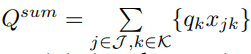 Q^{sum} = \sum_{j \in \mathcal{J}, k \in \mathcal{K}} \{q_k x_{jk}\}